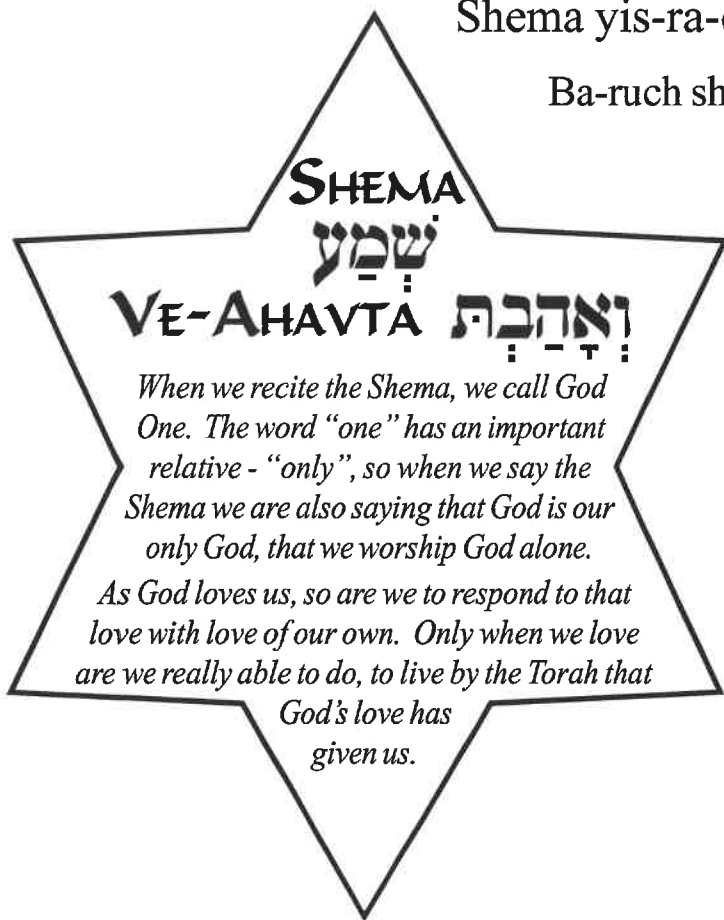 Shema yis-ra-
Ba-ruch sh
SHEMA
שְׁמַע
VE-AHAVTA וְאָהַבְתּ
When we recite the Shema, we call God
One. The word “one” has an important
relative - “only”, so when we say the
Shema we are also saying that God is our
only God, that we worship God alone.
As God loves us, so are we to respond to that
love with love of our own. Only when we love
are we really able to do, to live by the Torah that
God’s love has
given us.